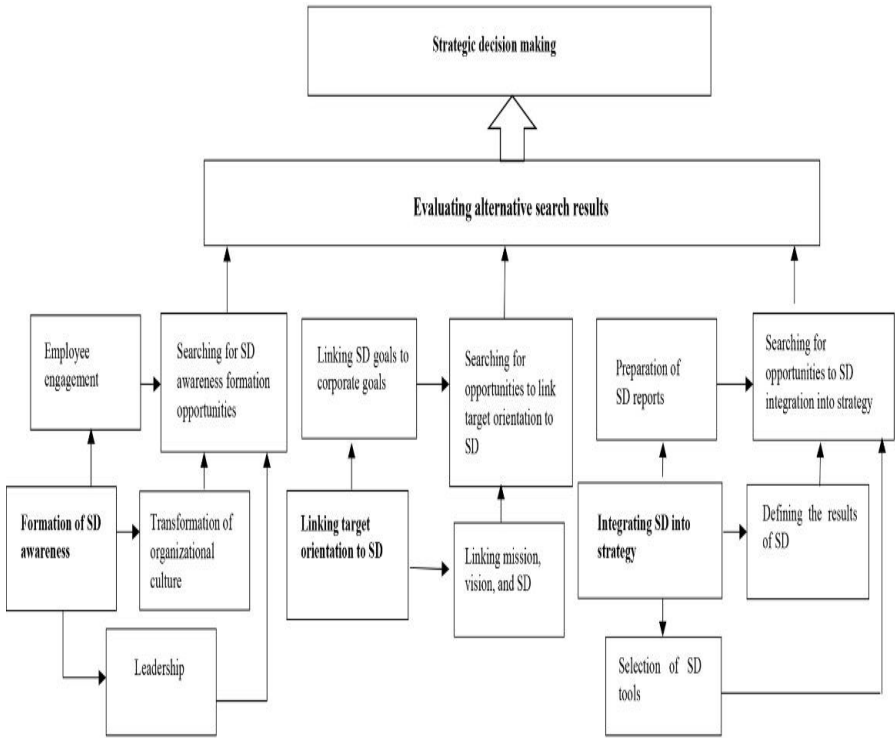 Strategic decision making
Evaluating alternative search results
Employee
engagement
Searching for SD
awareness formation
opportunities
Linking SD goals to
corporate goals
Searching for
opportunities to link
target orientation to
SD
Preparation of
SD reports
Searching for
opportunities to SD
integration into strategy
Formation of SD
awareness
Transformation of
organizational
culture
Linking target
orientation to SD
Linking mission,
vision, and SD
Integrating SD into
strategy
Defining the results
of SD
Leadership
Selection of SD
tools